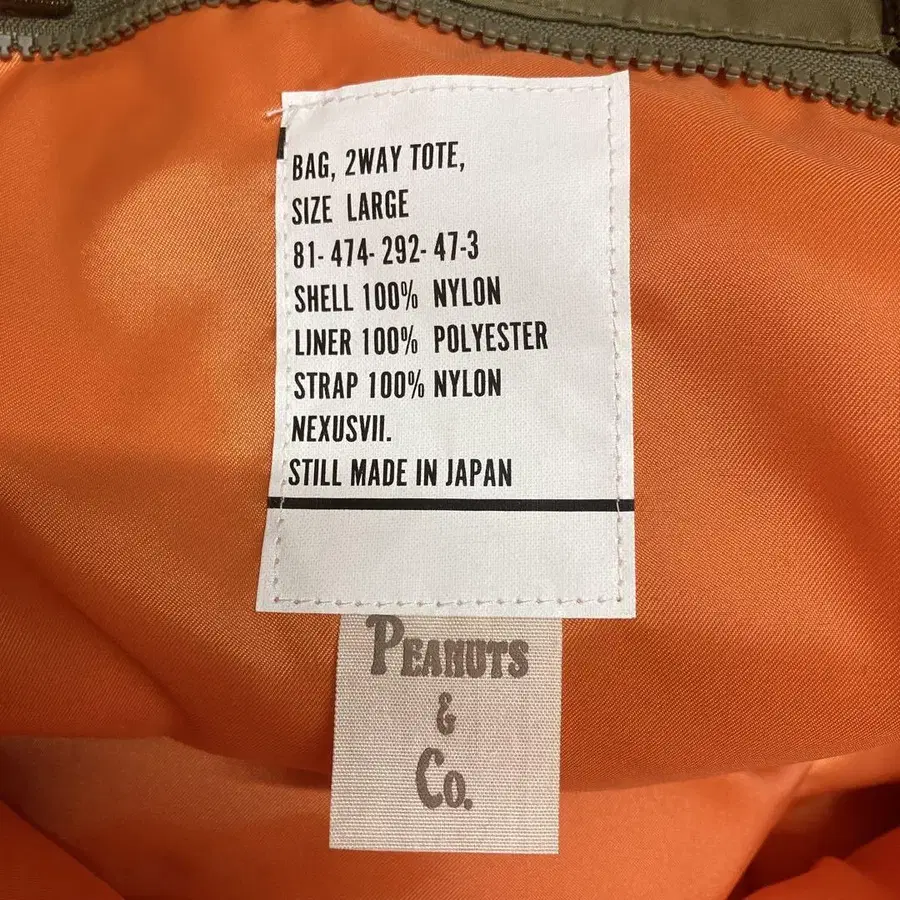 BAG, 2WAY TOTE,
SIZE LARGE
81-474-292-47-3
SHELL 100% NYLON
LINER 100% POLYESTER
STRAP 100% NYLON
NEXUSVII.
STILL MADE IN JAPAN
PEANUTS
&
CO.